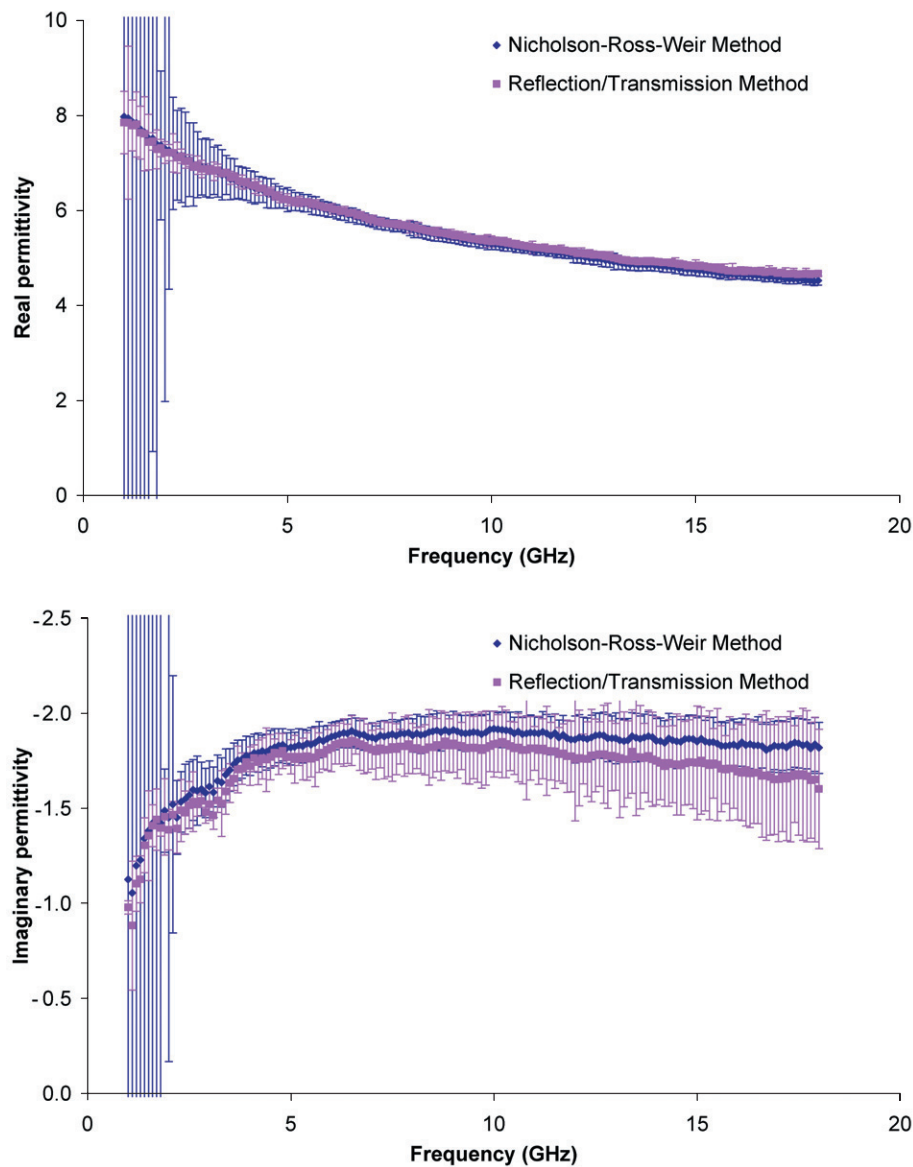 10
Nicholson-Ross-Weir Method
Reflection/Transmission Method
8
6
4
2
0
Real permittivity
0 5 10 15 20
Frequency (GHz)
-2.5
Nicholson-Ross-Weir Method
Reflection/Transmission Method
-2.0
-1.5
-1.0
-0.5
0.0
Imaginary permittivity
0 5 10 15 20
Frequency (GHz)